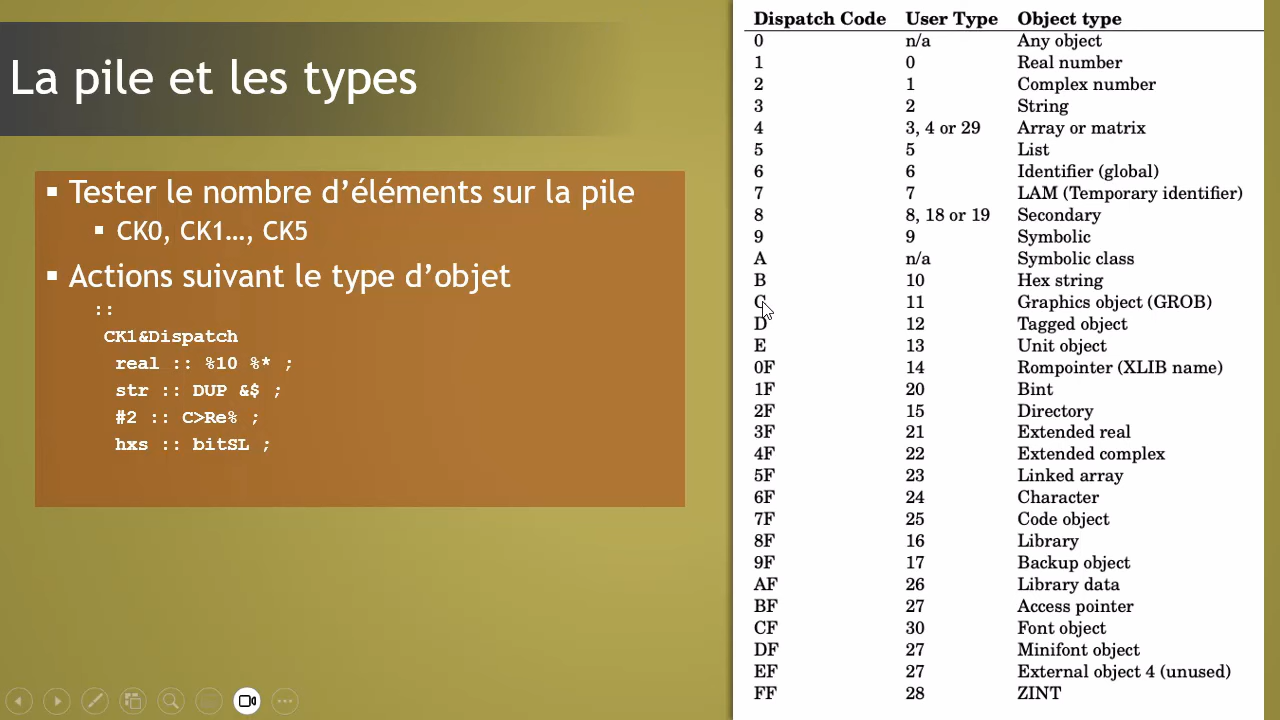 La pile et les types
▪ Tester le nombre d’éléments sur la pile
▪ CK0, CK1…, CK5
▪ Actions suivant le type d’objet
::
CK1&Dispatch
real :: %10 %* ;
str :: DUP &$ ;
#2 :: C>Re% ;
hxs :: bitSL ;
Dispatch Code User Type Object type
0 n/a Any object
1 0 Real number
2 1 Complex number
3 2 String
4 3, 4 or 29 Array or matrix
5 5 List
6 6 Identifier (global)
7 7 LAM (Temporary identifier)
8 8, 18 or 19 Secondary
9 9 Symbolic
A n/a Symbolic class
B 10 Hex string
C 11 Graphics object (GROB)
D 12 Tagged object
E 13 Unit object
0F 14 Rompointer (XLIB name)
1F 20 Bint
2F 15 Directory
3F 21 Extended real
4F 22 Extended complex
5F 23 Linked array
6F 24 Character
7F 25 Code object
8F 16 Library
9F 17 Backup object
AF 26 Library data
BF 27 Access pointer
CF 30 Font object
DF 27 Minifont object
EF 27 External object 4 (unused)
FF 28 ZINT